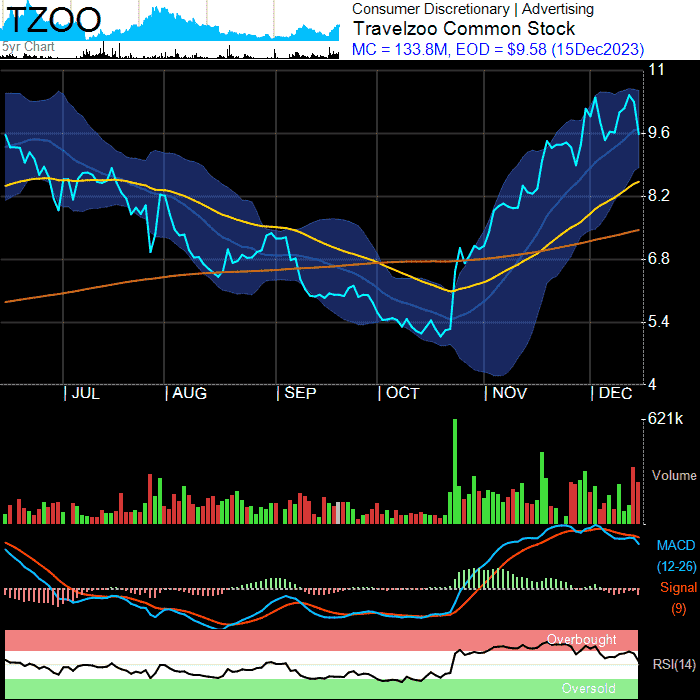 TZOO
5yr Chart
Consumer Discretionary | Advertising
Travelzoo Common Stock
MC = 133.8M, EOD = $9.58 (15Dec2023)
11
9.6
8.2
6.8
5.4
4
| JUL | AUG | SEP | OCT | NOV | DEC
621k
Volume
MACD
(12-26)
Signal
(9)
Overbought
RSI(14)
Oversold